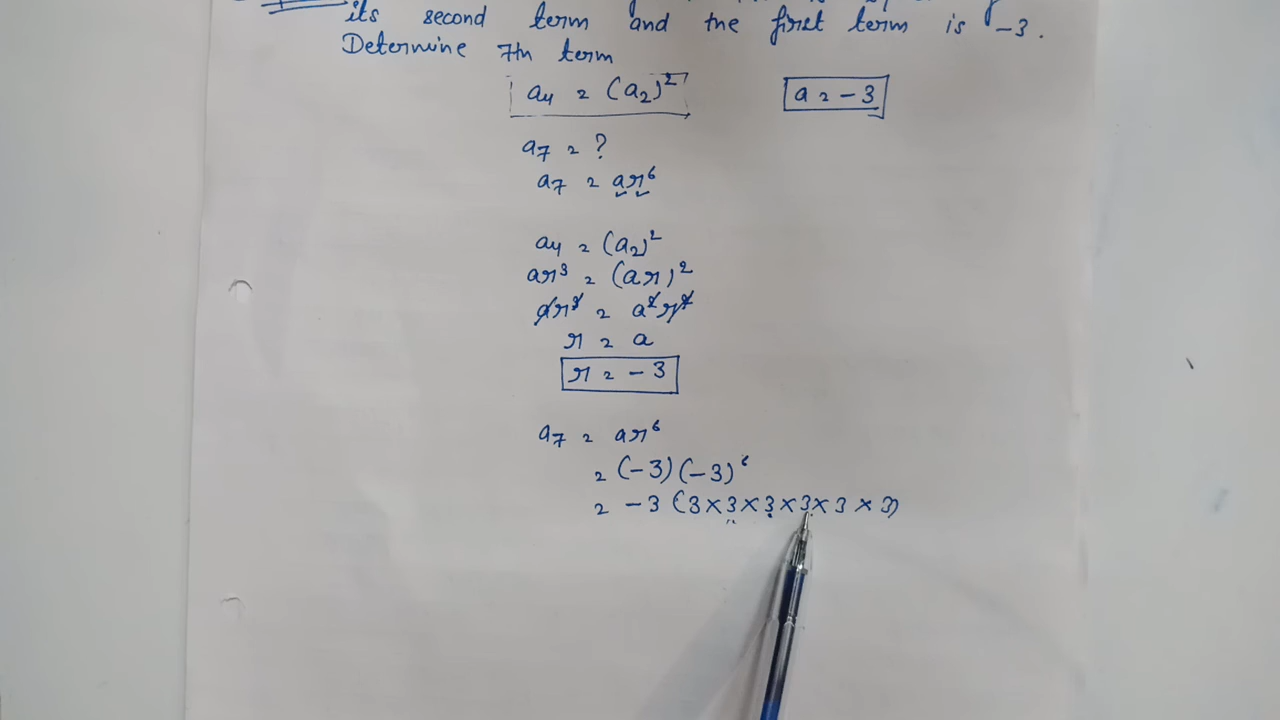 its second term and the first term is -3.
Determine 7th term
a₄ = (a₂)² a = -3
a₇ = ?
a₇ = ar⁶
a₄ = (a₂)²
ar³ = (ar)²
ar³ = a²r²
r = a
r = -3
a₇ = ar⁶
= (-3)(-3)⁶
= -3 (3×3×3×3×3×3)